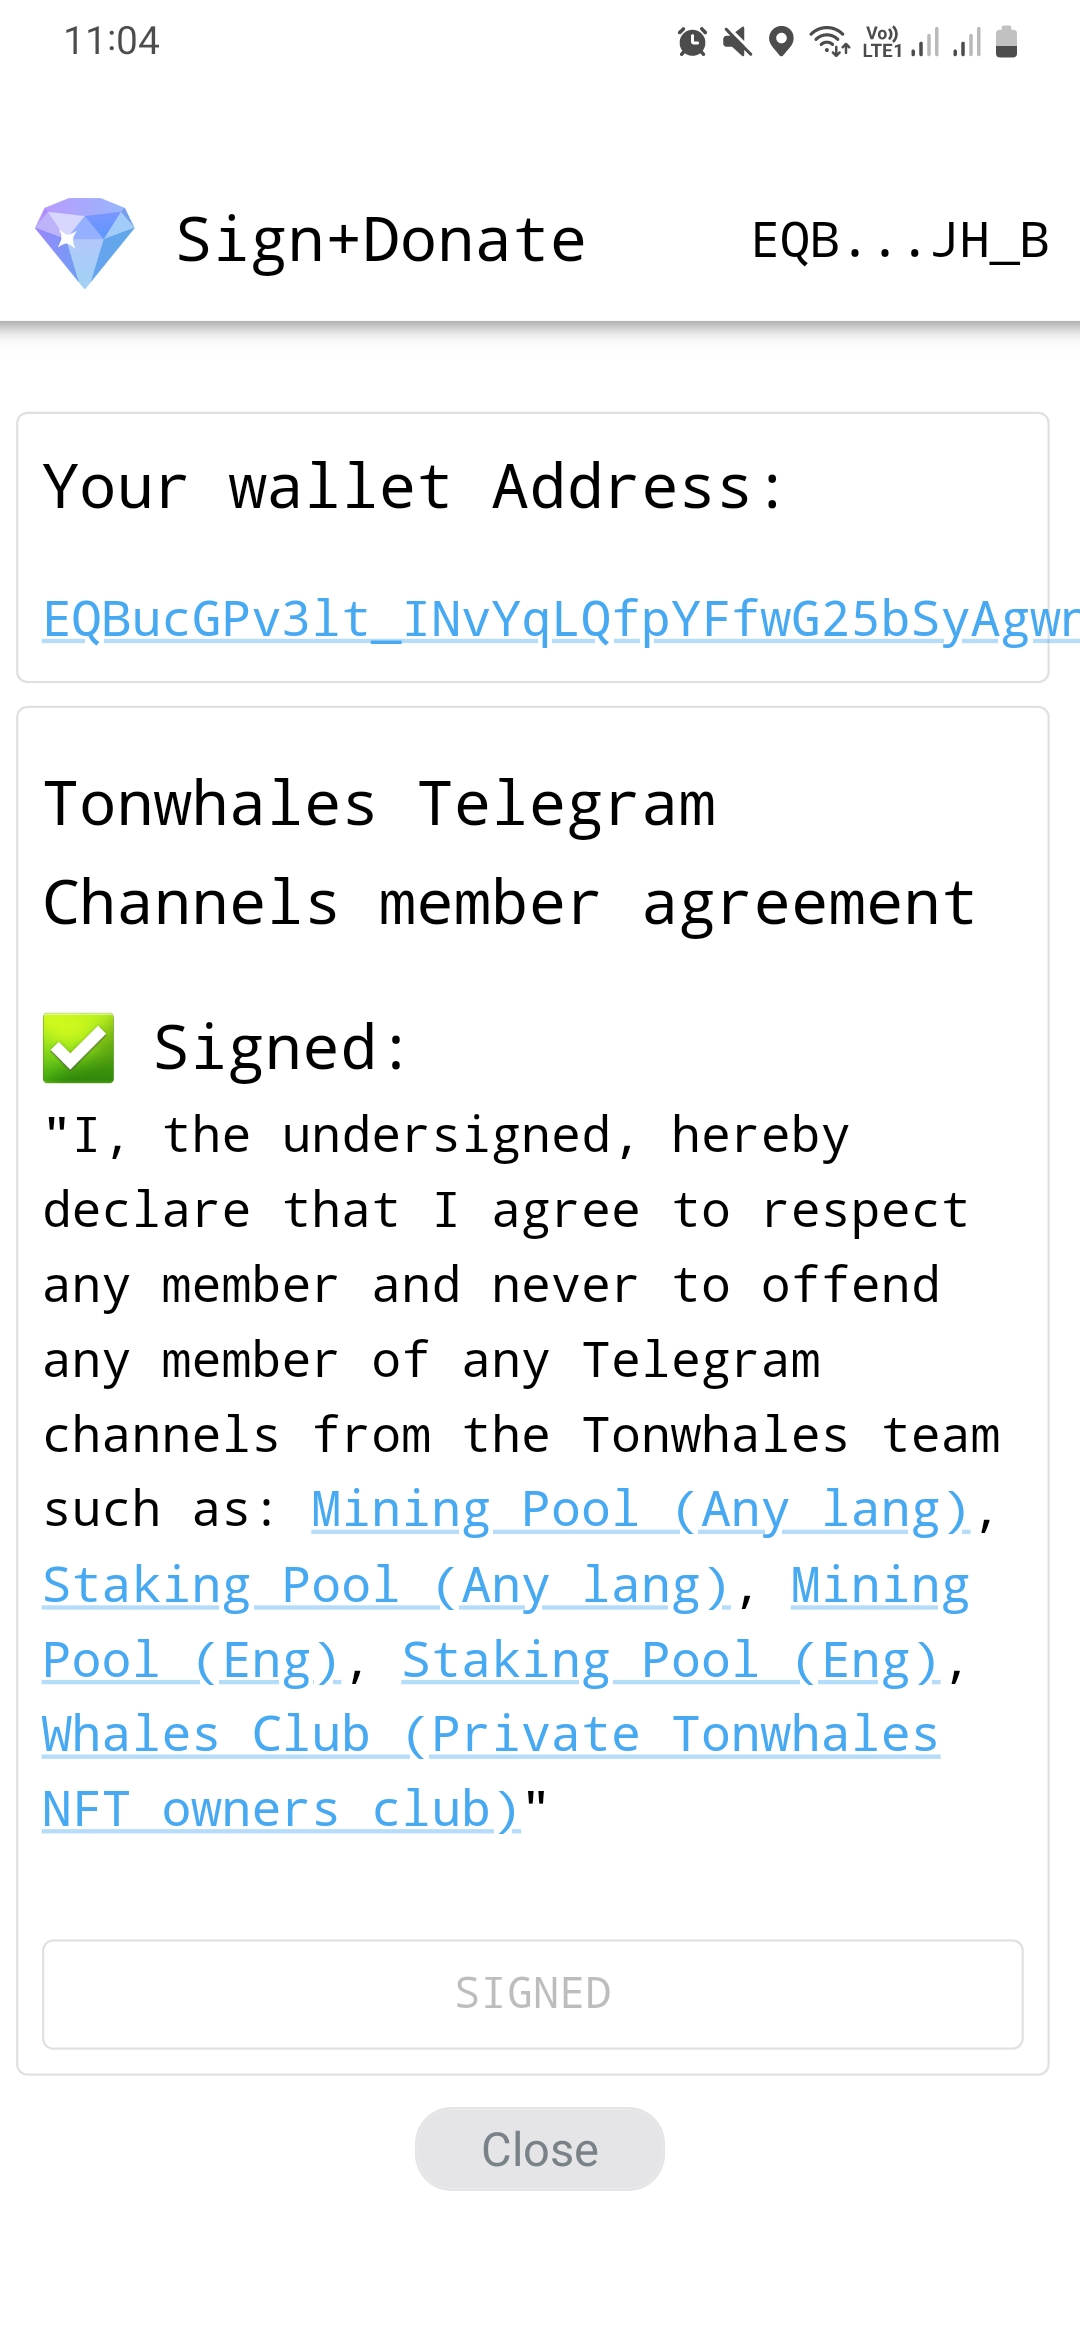 11:04
Vo)) LTE1
Sign+Donate EQB...JH_B
Your wallet Address:
EQBucGPv3lt_INvYqLQfpYFfwG25bSyAgwr
Tonwhales Telegram
Channels member agreement
✅ Signed:
"I, the undersigned, hereby
declare that I agree to respect
any member and never to offend
any member of any Telegram
channels from the Tonwhales team
such as: Mining Pool (Any lang),
Staking Pool (Any lang), Mining
Pool (Eng), Staking Pool (Eng),
Whales Club (Private Tonwhales
NFT owners club)"
SIGNED
Close